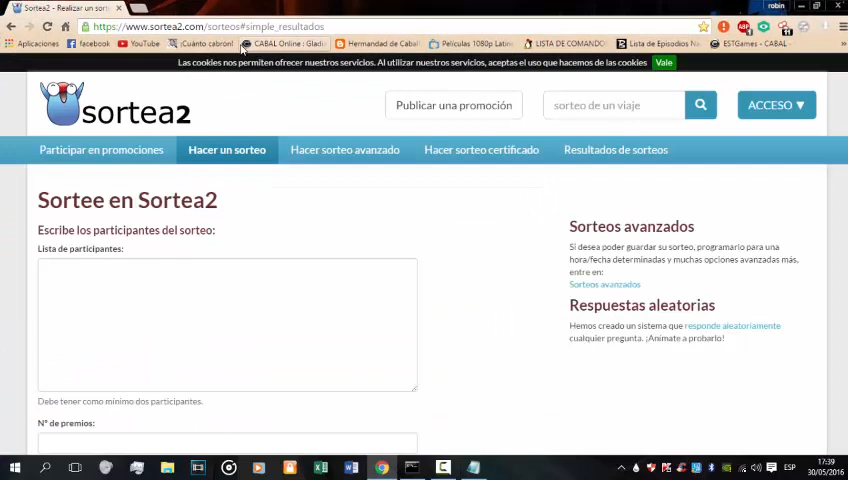 Sortea2 - Realizar un sort
robin
https://www.sortea2.com/sorteos#simple_resultados
Aplicaciones facebook YouTube ¡Cuánto cabrón! CABAL Online : Gladi Hermandad de Cabal Películas 1080p Latin LISTA DE COMANDO Lista de Episodios Na ESTGames - CABAL -
Las cookies nos permiten ofrecer nuestros servicios. Al utilizar nuestros servicios, aceptas el uso que hacemos de las cookies Vale
sortea2 Publicar una promoción sorteo de un viaje ACCESO ▼
Participar en promociones Hacer un sorteo Hacer sorteo avanzado Hacer sorteo certificado Resultados de sorteos
Sortee en Sortea2
Escribe los participantes del sorteo:
Lista de participantes:
Debe tener como mínimo dos participantes.
Nº de premios:
Sorteos avanzados
Si desea poder guardar su sorteo, programarlo para una
hora/fecha determinadas y muchas opciones avanzadas más,
entre en:
Sorteos avanzados
Respuestas aleatorias
Hemos creado un sistema que responde aleatoriamente
cualquier pregunta. ¡Anímate a probarlo!
ESP
17:39
30/05/2016